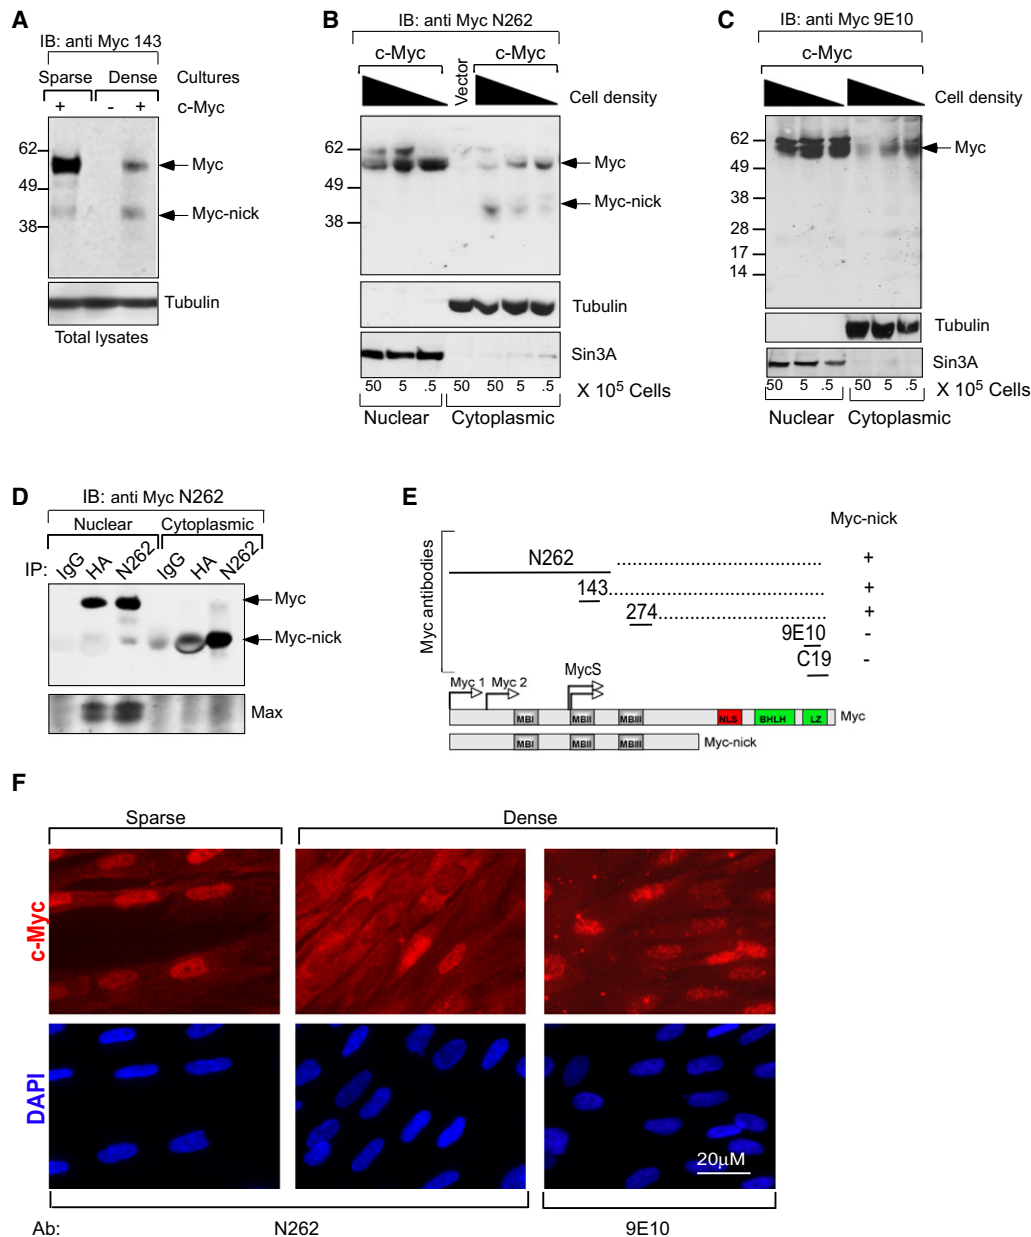 A
IB: anti Myc 143
Sparse Dense Cultures
+ - + c-Myc
62
49
38
Myc
Myc-nick
Tubulin
Total lysates
B
IB: anti Myc N262
c-Myc Vector c-Myc
Cell density
62
49
38
Myc
Myc-nick
Tubulin
Sin3A
50 5 .5 50 50 5 .5 X 10⁵ Cells
Nuclear Cytoplasmic
C
IB: anti Myc 9E10
c-Myc
Cell density
62
49
38
28
17
14
Myc
Tubulin
Sin3A
50 5 .5 50 5 .5 X 10⁵ Cells
Nuclear Cytoplasmic
D
IB: anti Myc N262
Nuclear Cytoplasmic
IP: IgG HA N262 IgG HA N262
Myc
Myc-nick
Max
E
Myc-nick
Myc antibodies
N262 +
143 +
274 +
9E10 -
C19 -
Myc 1 Myc 2 MycS
MBI MBII MBIII NLS BHLH LZ Myc
MBI MBII MBIII Myc-nick
F
Sparse Dense
c-Myc
DAPI
20µM
Ab: N262 9E10